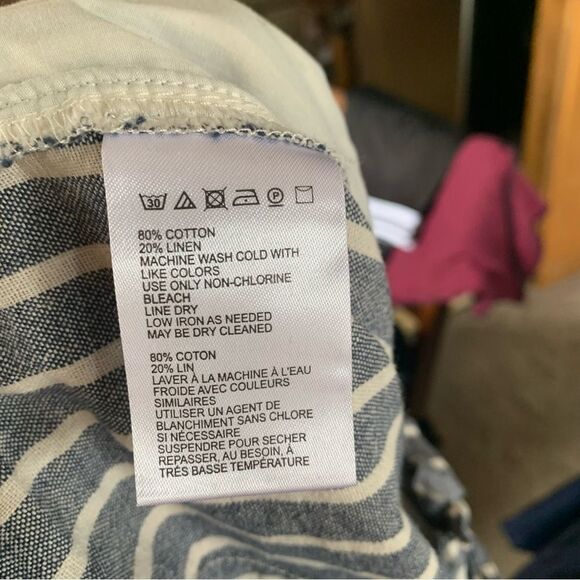 30 P
80% COTTON
20% LINEN
MACHINE WASH COLD WITH
LIKE COLORS
USE ONLY NON-CHLORINE
BLEACH
LINE DRY
LOW IRON AS NEEDED
MAY BE DRY CLEANED
80% COTON
20% LIN
LAVER À LA MACHINE À L'EAU
FROIDE AVEC COULEURS
SIMILAIRES
UTILISER UN AGENT DE
BLANCHIMENT SANS CHLORE
SI NÉCESSAIRE
SUSPENDRE POUR SECHER
REPASSER, AU BESOIN, À
TRÈS BASSE TEMPÉRATURE